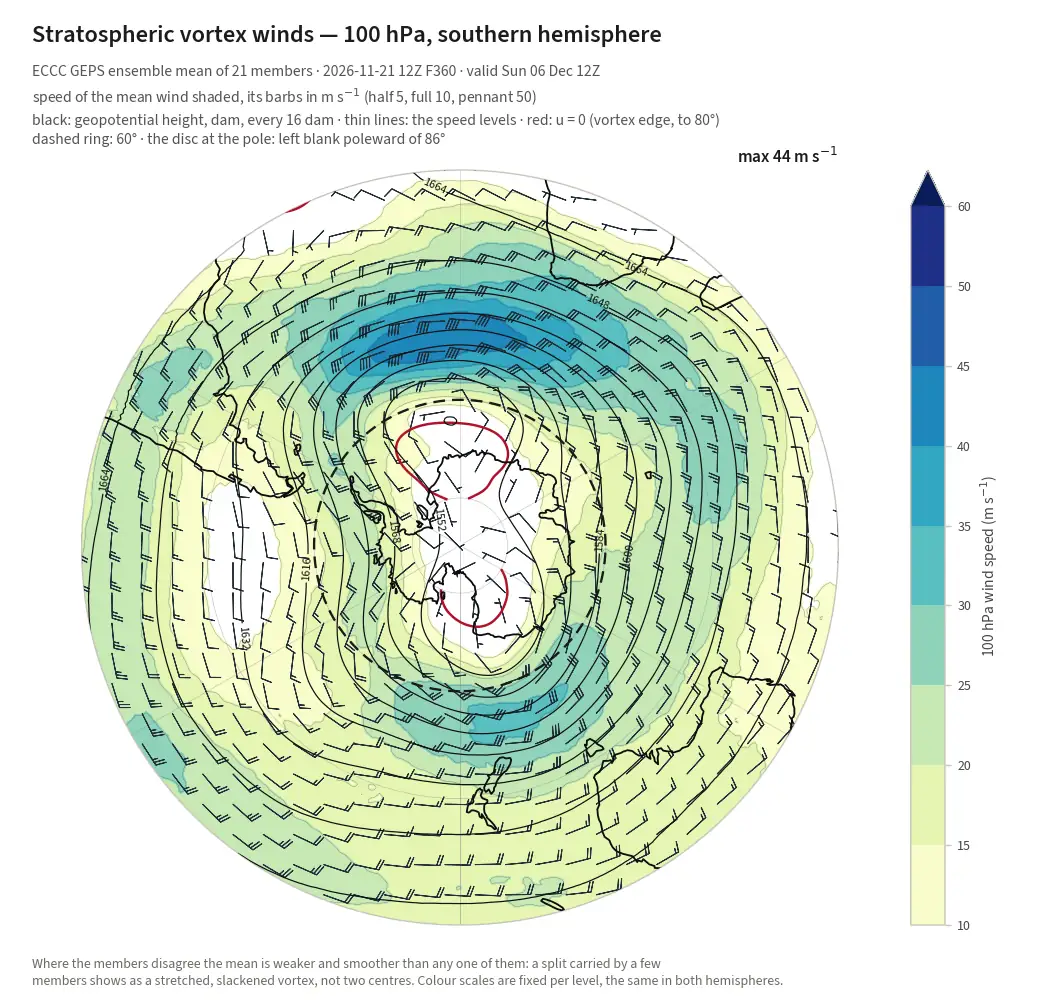 Stratospheric vortex winds — 100 hPa, southern hemisphere
ECCC GEPS ensemble mean of 21 members · 2026-11-21 12Z F360 · valid Sun 06 Dec 12Z
speed of the mean wind shaded, its barbs in m s⁻¹ (half 5, full 10, pennant 50)
black: geopotential height, dam, every 16 dam · thin lines: the speed levels · red: u = 0 (vortex edge, to 80°)
dashed ring: 60° · the disc at the pole: left blank poleward of 86°
max 44 m s⁻¹
1664
1664
1648
1664
1552
1568
1584
1600
1616
1632
60
50
45
40
35
30
25
20
15
10
100 hPa wind speed (m s⁻¹)
Where the members disagree the mean is weaker and smoother than any one of them: a split carried by a few
members shows as a stretched, slackened vortex, not two centres. Colour scales are fixed per level, the same in both hemispheres.